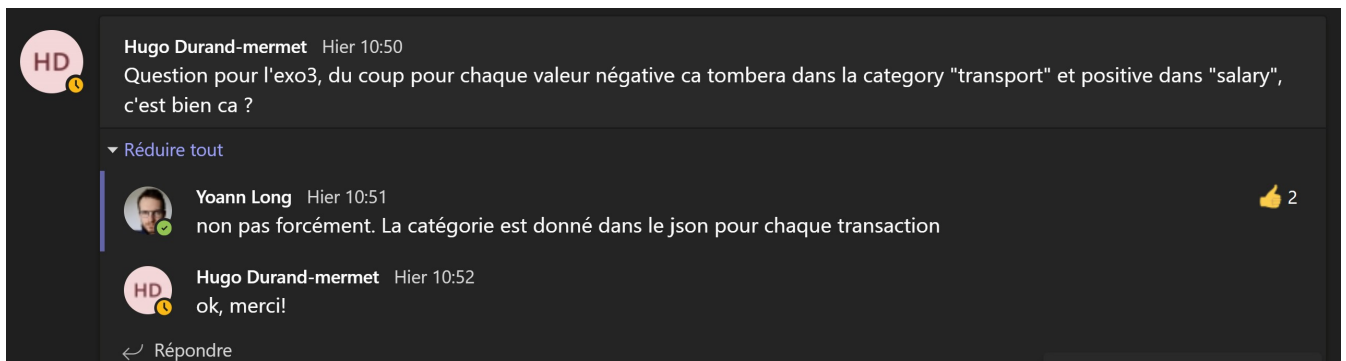 HD
Hugo Durand-mermet Hier 10:50
Question pour l'exo3, du coup pour chaque valeur négative ca tombera dans la category "transport" et positive dans "salary",
c'est bien ca ?
Réduire tout
Yoann Long Hier 10:51
2
non pas forcément. La catégorie est donné dans le json pour chaque transaction
HD
Hugo Durand-mermet Hier 10:52
ok, merci!
Répondre